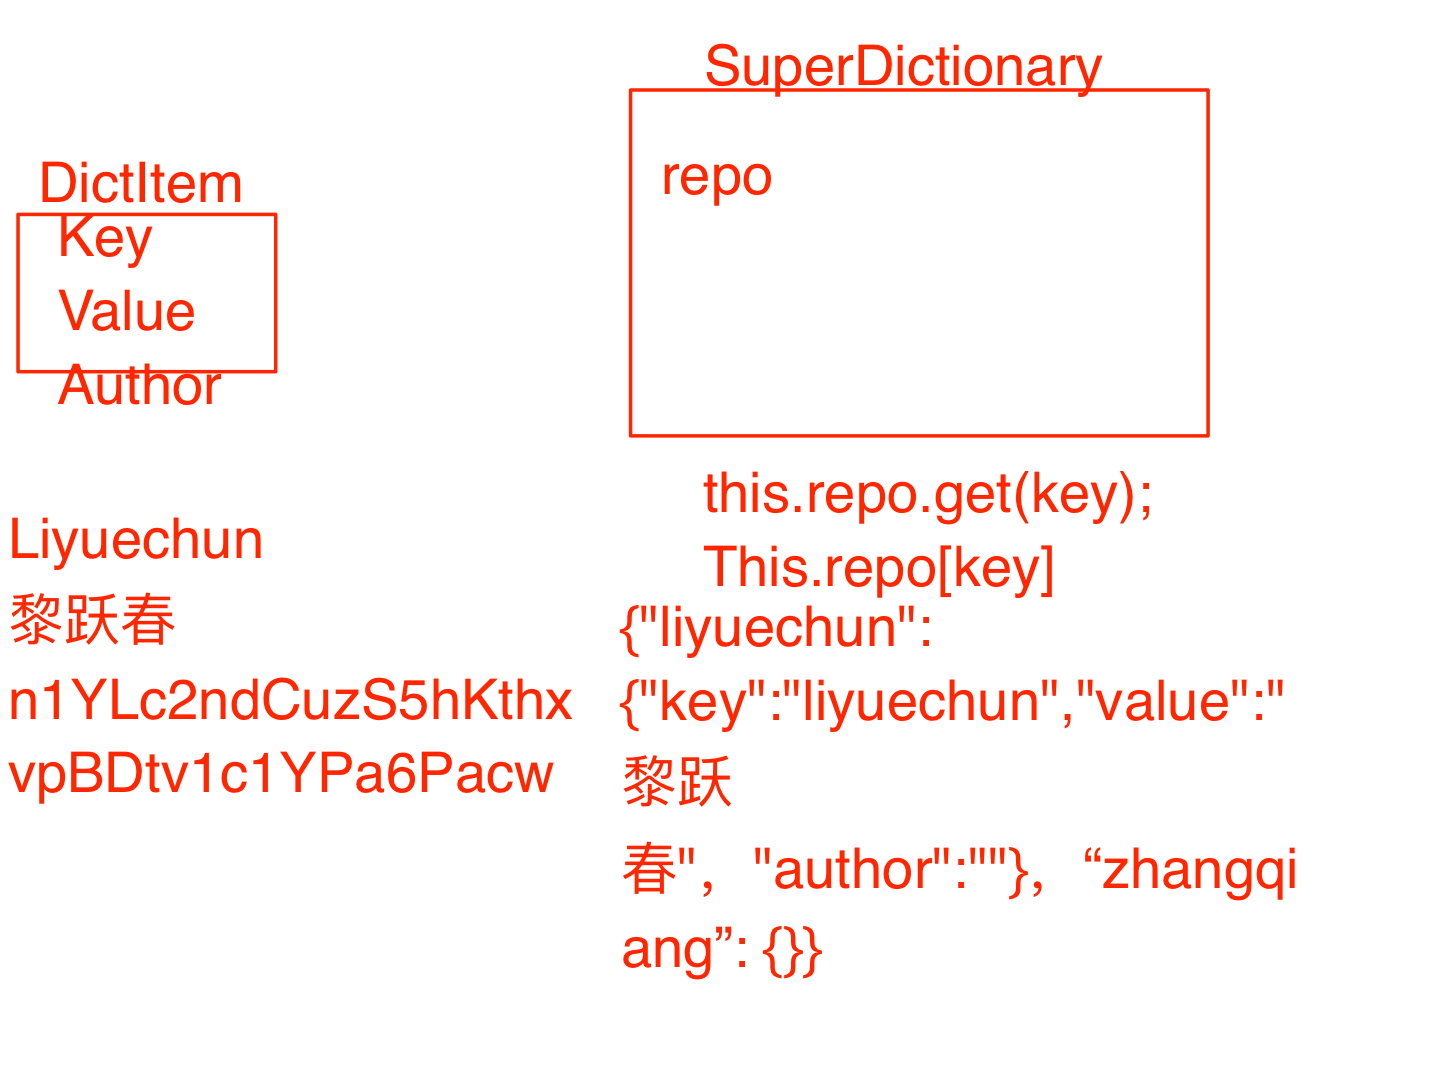 SuperDictionary
repo
DictItem
Key
Value
Author
Liyuechun
黎跃春
n1YLc2ndCuzS5hKthx
vpBDtv1c1YPa6Pacw
this.repo.get(key);
This.repo[key]
{"liyuechun":
{"key":"liyuechun","value":"
黎跃
春"，"author":""}，“zhangqi
ang”: {}}